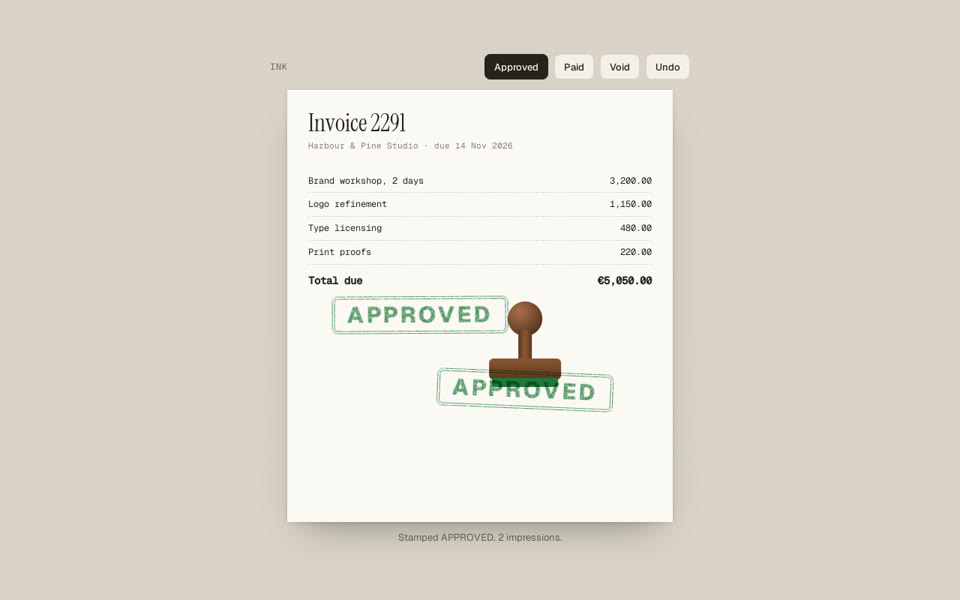 INK
Approved Paid Void Undo
Invoice 2291
Harbour & Pine Studio · due 14 Nov 2026
Brand workshop, 2 days 3,200.00
Logo refinement 1,150.00
Type licensing 480.00
Print proofs 220.00
Total due €5,050.00
APPROVED
APPROVED
Stamped APPROVED. 2 impressions.